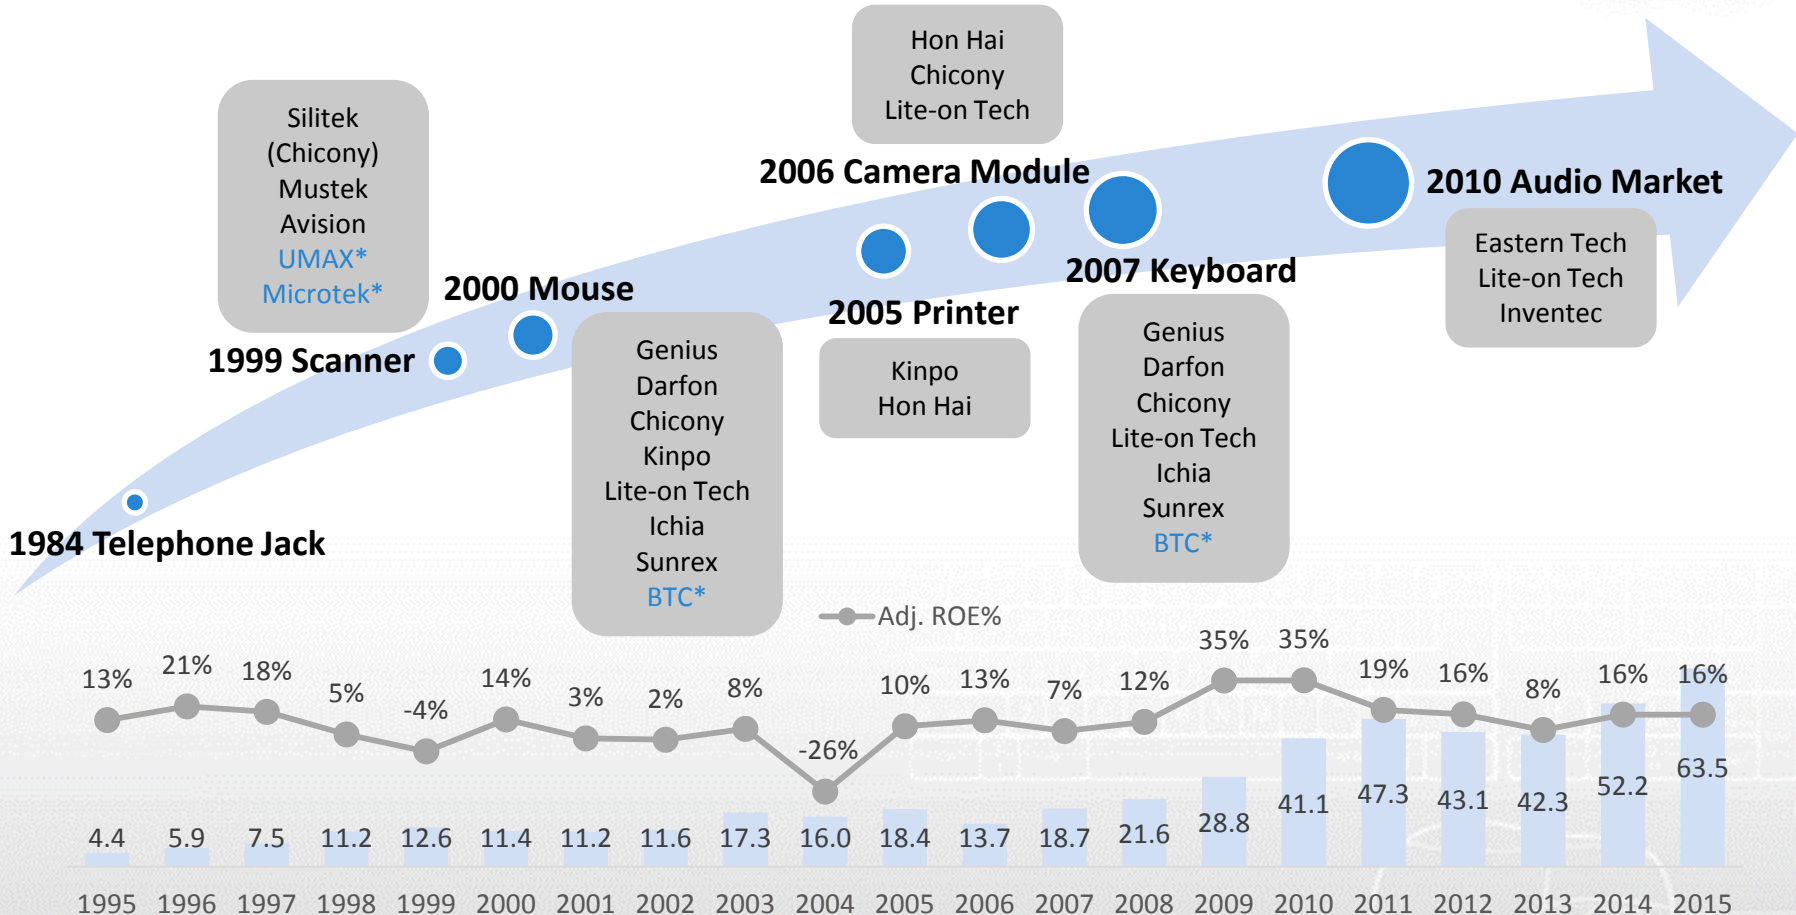 Hon Hai
Chicony
Lite-on Tech
2006 Camera Module
Silitek
(Chicony)
Mustek
Avision
UMAX*
Microtek*
1999 Scanner
2000 Mouse
Genius
Darfon
Chicony
Kinpo
Lite-on Tech
Ichia
Sunrex
BTC*
2005 Printer
Kinpo
Hon Hai
2007 Keyboard
Genius
Darfon
Chicony
Lite-on Tech
Ichia
Sunrex
BTC*
2010 Audio Market
Eastern Tech
Lite-on Tech
Inventec
1984 Telephone Jack
Adj. ROE%
13% 21% 18% 5% -4% 14% 3% 2% 8% -26% 10% 13% 7% 12% 35% 35% 19% 16% 8% 16% 16%
4.4 5.9 7.5 11.2 12.6 11.4 11.2 11.6 17.3 16.0 18.4 13.7 18.7 21.6 28.8 41.1 47.3 43.1 42.3 52.2 63.5
1995 1996 1997 1998 1999 2000 2001 2002 2003 2004 2005 2006 2007 2008 2009 2010 2011 2012 2013 2014 2015